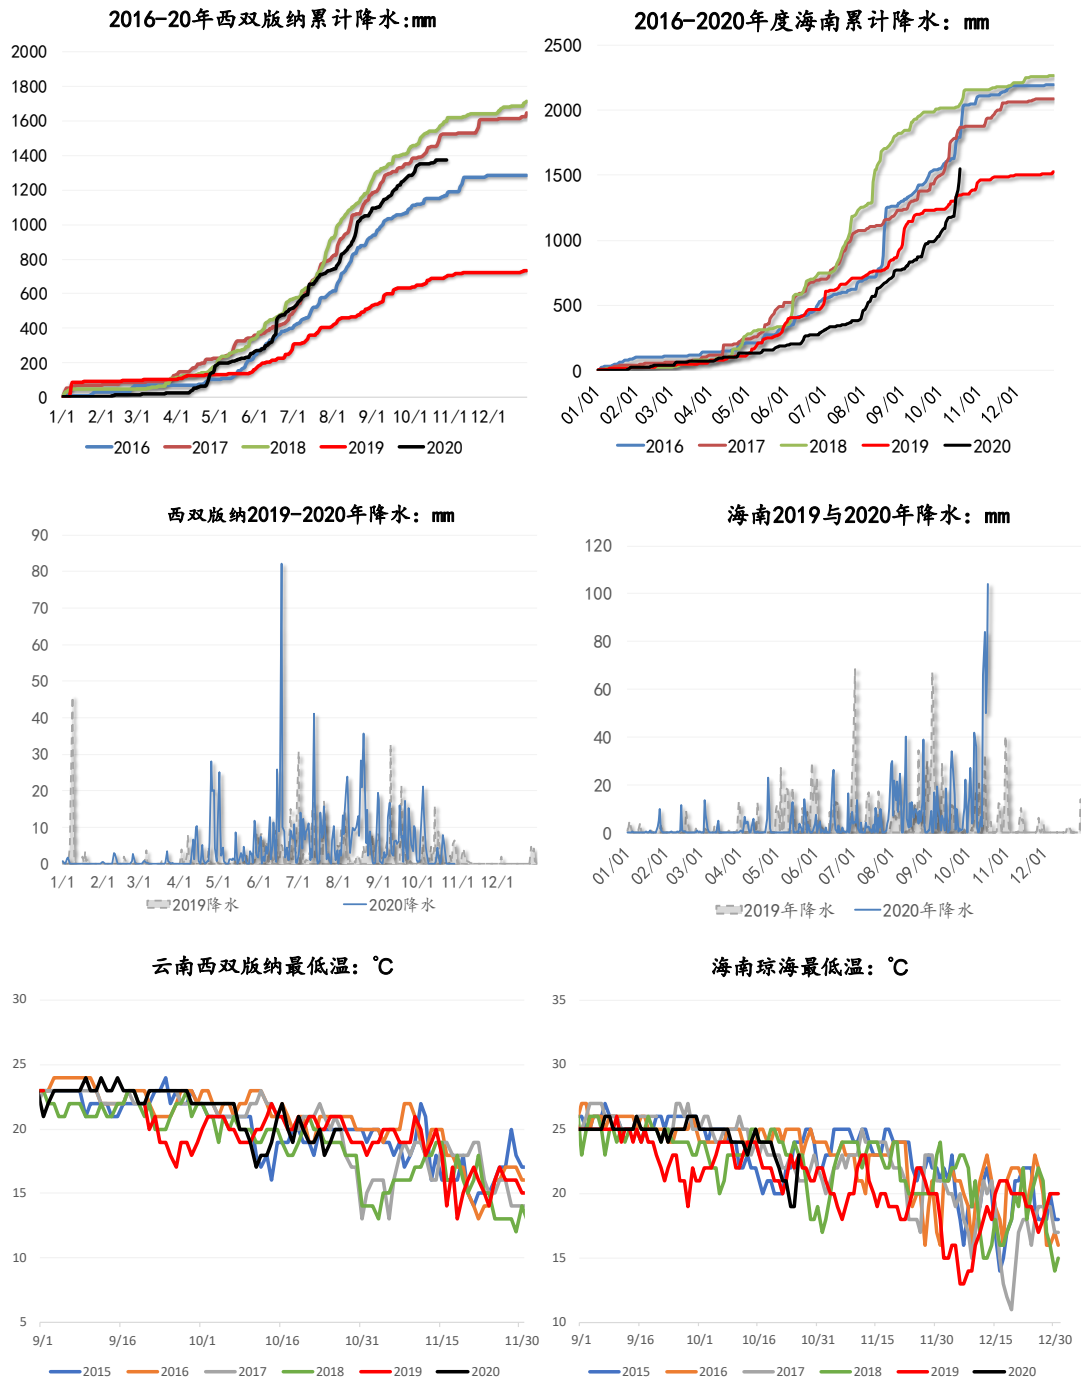 2016-20年西双版纳累计降水:mm
2000
1800
1600
1400
1200
1000
800
600
400
200
0
1/1 2/1 3/1 4/1 5/1 6/1 7/1 8/1 9/1 10/1 11/1 12/1
2016 2017 2018 2019 2020
2016-2020年度海南累计降水：mm
2500
2000
1500
1000
500
0
01/01 02/01 03/01 04/01 05/01 06/01 07/01 08/01 09/01 10/01 11/01 12/01
2016 2017 2018 2019 2020
西双版纳2019-2020年降水：mm
90
80
70
60
50
40
30
20
10
0
1/1 2/1 3/1 4/1 5/1 6/1 7/1 8/1 9/1 10/1 11/1 12/1
2019降水 2020降水
海南2019与2020年降水：mm
120
100
80
60
40
20
0
01/01 02/01 03/01 04/01 05/01 06/01 07/01 08/01 09/01 10/01 11/01 12/01
2019年降水 2020年降水
云南西双版纳最低温：℃
30
25
20
15
10
5
9/1 9/16 10/1 10/16 10/31 11/15 11/30
2015 2016 2017 2018 2019 2020
海南琼海最低温：℃
35
30
25
20
15
10
9/1 9/16 10/1 10/16 10/31 11/15 11/30 12/15 12/30
2015 2016 2017 2018 2019 2020